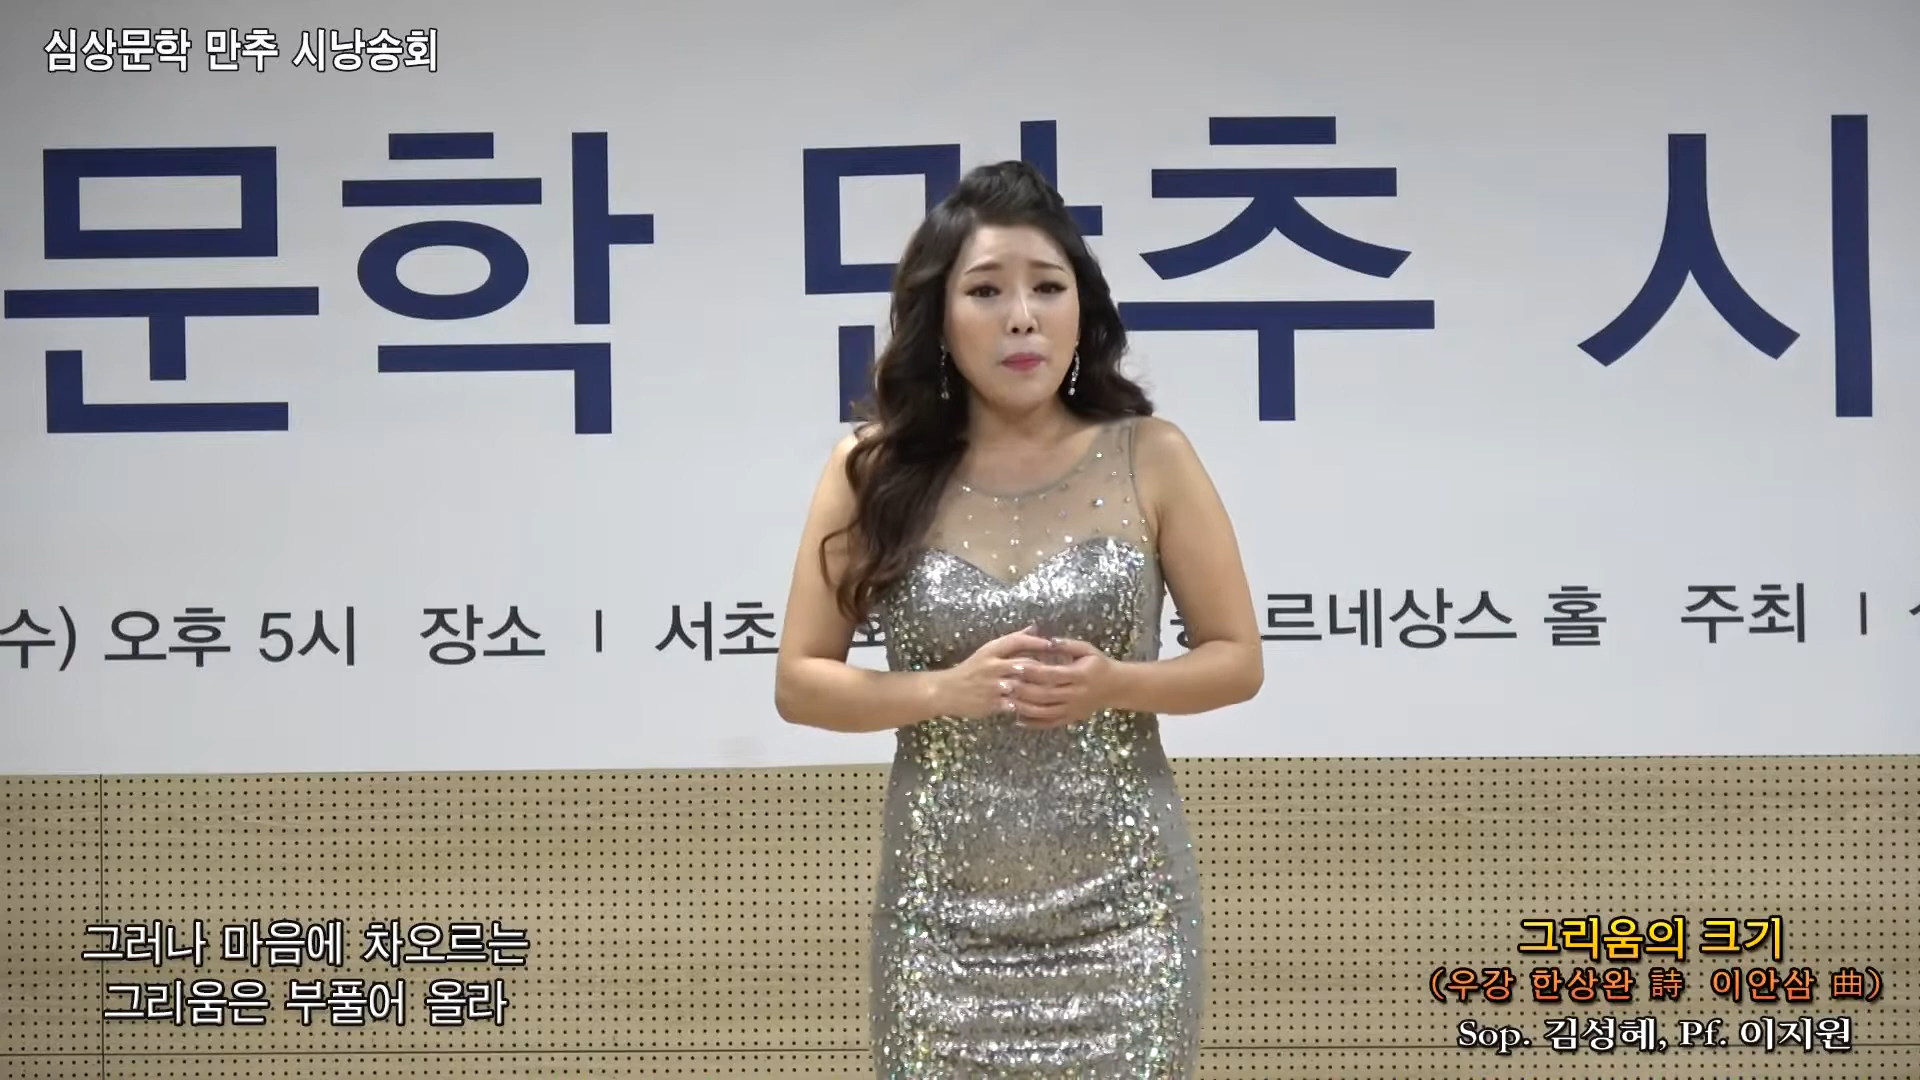 심상문학 만추 시낭송회
문학 만추 시
수) 오후 5시 장소 ㅣ 서초 르네상스 홀 주최 ㅣ
그러나 마음에 차오르는
그리움은 부풀어 올라
그리움의 크기
(우강 한상완 詩 이안삼 曲)
Sop. 김성혜, Pf. 이지원